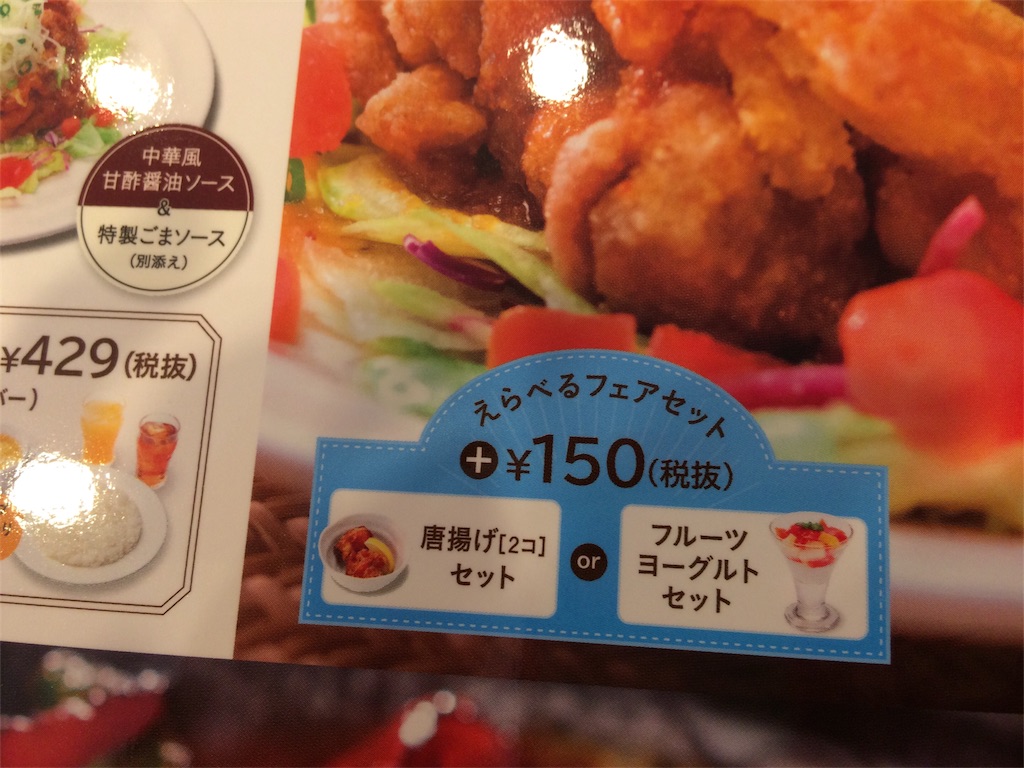 中華風
甘酢醤油ソース
&
特製ごまソース
(別添え)
¥429(税抜)
バー)
えらべるフェアセット
+¥150(税抜)
唐揚げ[2コ]
セット
or
フルーツ
ヨーグルト
セット